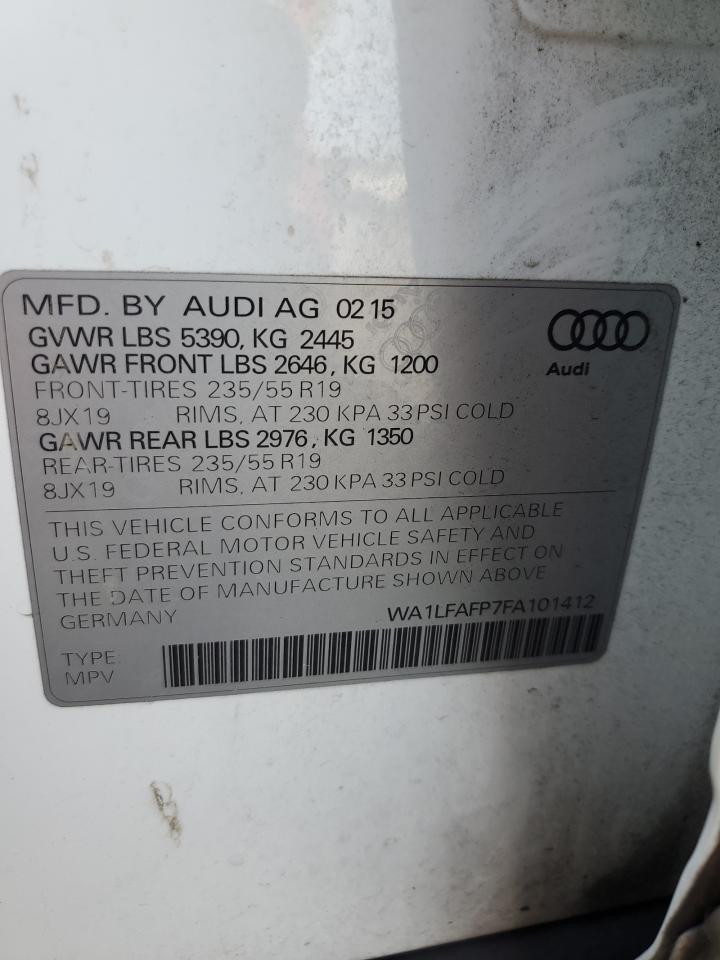 MFD. BY AUDI AG 02 15
GVWR LBS 5390, KG 2445
GAWR FRONT LBS 2646, KG 1200
FRONT-TIRES 235/55 R19
8JX19 RIMS, AT 230 KPA 33 PSI COLD
GAWR REAR LBS 2976, KG 1350
REAR-TIRES 235/55 R19
8JX19 RIMS, AT 230 KPA 33 PSI COLD
Audi
THIS VEHICLE CONFORMS TO ALL APPLICABLE
U.S. FEDERAL MOTOR VEHICLE SAFETY AND
THEFT PREVENTION STANDARDS IN EFFECT ON
THE DATE OF MANUFACTURE SHOWN ABOVE
GERMANY WA1LFAFP7FA101412
TYPE:
MPV